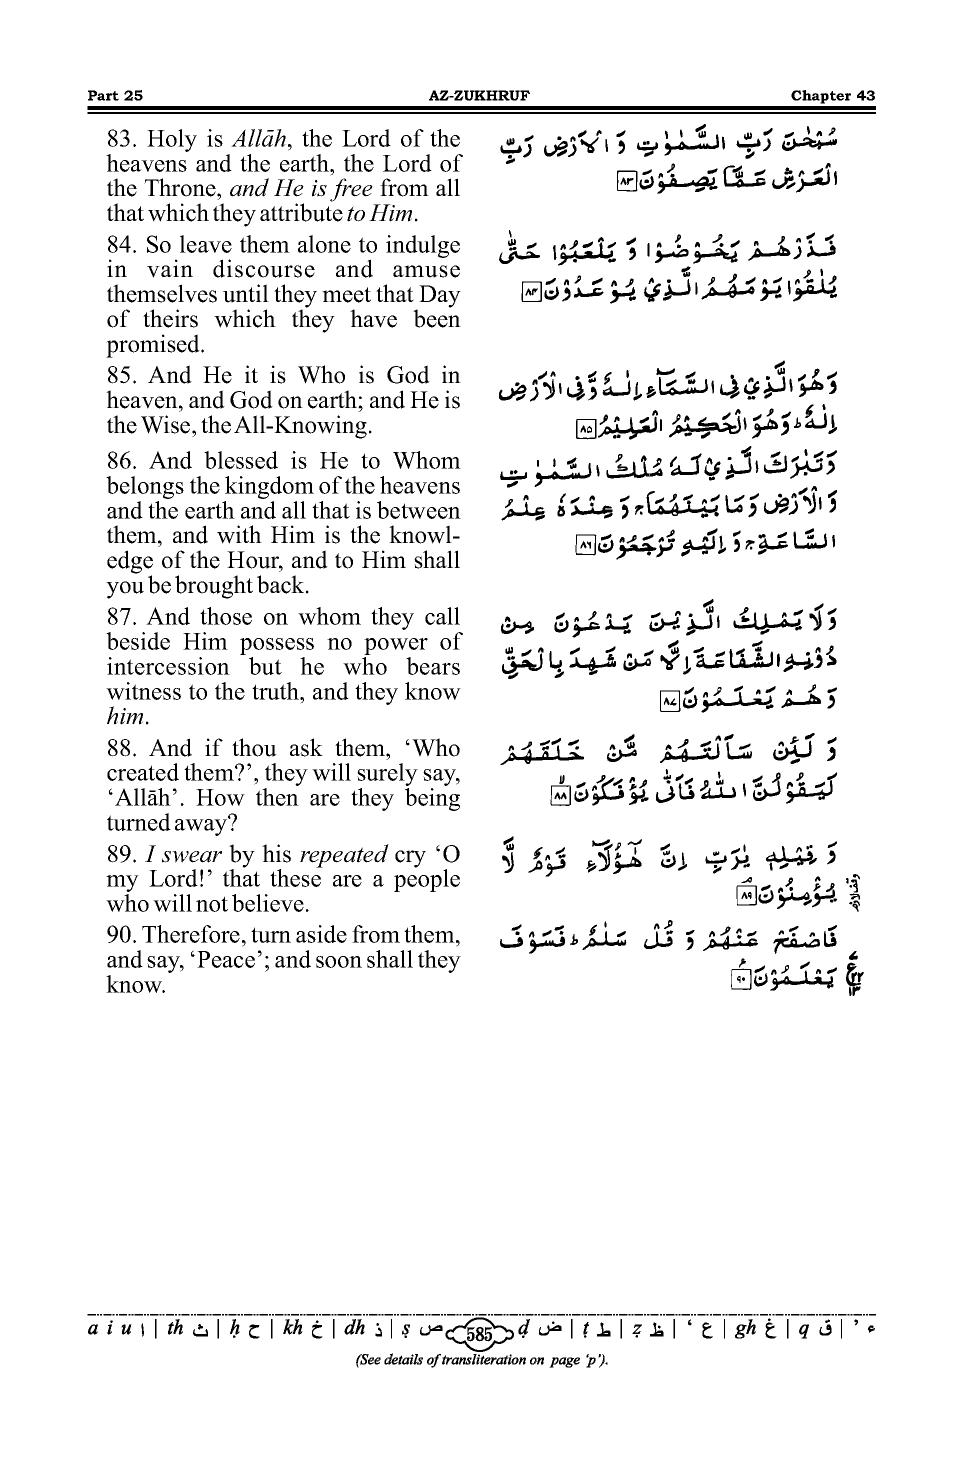 Part 25 AZ-ZUKHRUF Chapter 43
83. Holy is Allāh, the Lord of the
heavens and the earth, the Lord of
the Throne, and He is free from all
that which they attribute to Him.
84. So leave them alone to indulge
in vain discourse and amuse
themselves until they meet that Day
of theirs which they have been
promised.
85. And He it is Who is God in
heaven, and God on earth; and He is
the Wise, the All-Knowing.
86. And blessed is He to Whom
belongs the kingdom of the heavens
and the earth and all that is between
them, and with Him is the knowl-
edge of the Hour, and to Him shall
you be brought back.
87. And those on whom they call
beside Him possess no power of
intercession but he who bears
witness to the truth, and they know
him.
88. And if thou ask them, ‘Who
created them?’, they will surely say,
‘Allāh’. How then are they being
turned away?
89. I swear by his repeated cry ‘O
my Lord!’ that these are a people
who will not believe.
90. Therefore, turn aside from them,
and say, ‘Peace’; and soon shall they
know.
سُبْحٰنَ رَبِّ السَّمٰوٰتِ وَ الْاَرْضِ رَبِّ
الْعَرْشِ عَمَّا يَصِفُوْنَ ۸۳
فَذَرْهُمْ يَخُوْضُوْا وَ يَلْعَبُوْا حَتّٰى
يُلٰقُوْا يَوْمَهُمُ الَّذِيْ يُوْعَدُوْنَ ۸۴
وَهُوَ الَّذِيْ فِي السَّمَآءِ اِلٰهٌ وَّفِي الْاَرْضِ
اِلٰهٌ ؕ وَهُوَ الْحَكِيْمُ الْعَلِيْمُ ۸۵
وَتَبٰرَكَ الَّذِيْ لَهٗ مُلْكُ السَّمٰوٰتِ
وَ الْاَرْضِ وَ مَا بَيْنَهُمَا ۚ وَ عِنْدَهٗ عِلْمُ
السَّاعَةِ ۚ وَ اِلَيْهِ تُرْجَعُوْنَ ۸۶
وَلَا يَمْلِكُ الَّذِيْنَ يَدْعُوْنَ مِنْ
دُوْنِهِ الشَّفَاعَةَ اِلَّا مَنْ شَهِدَ بِالْحَقِّ
وَ هُمْ يَعْلَمُوْنَ ۸۷
وَ لَئِنْ سَاَلْتَهُمْ مَّنْ خَلَقَهُمْ
لَيَقُوْلُنَّ اللّٰهُ فَاَنّٰى يُؤْفَكُوْنَ ۸۸
وَ قِيْلِهٖ يٰرَبِّ اِنَّ هٰٓؤُلَآءِ قَوْمٌ لَّا
يُؤْمِنُوْنَ ۸۹
فَاصْفَحْ عَنْهُمْ وَ قُلْ سَلٰمٌ ؕ فَسَوْفَ
يَعْلَمُوْنَ ۹۰
a i u ا | th ث | ḥ ح | kh خ | dh ذ | ṣ ص 585 ḍ ض | ṭ ط | ẓ ظ | ‘ ع | gh غ | q ق | ’ ء
(See details of transliteration on page ‘p’).